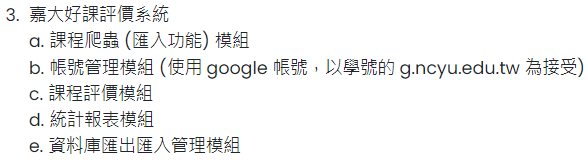 3. 嘉大好課評價系統
a. 課程爬蟲 (匯入功能) 模組
b. 帳號管理模組 (使用 google 帳號，以學號的 g.ncyu.edu.tw 為接受)
c. 課程評價模組
d. 統計報表模組
e. 資料庫匯出匯入管理模組